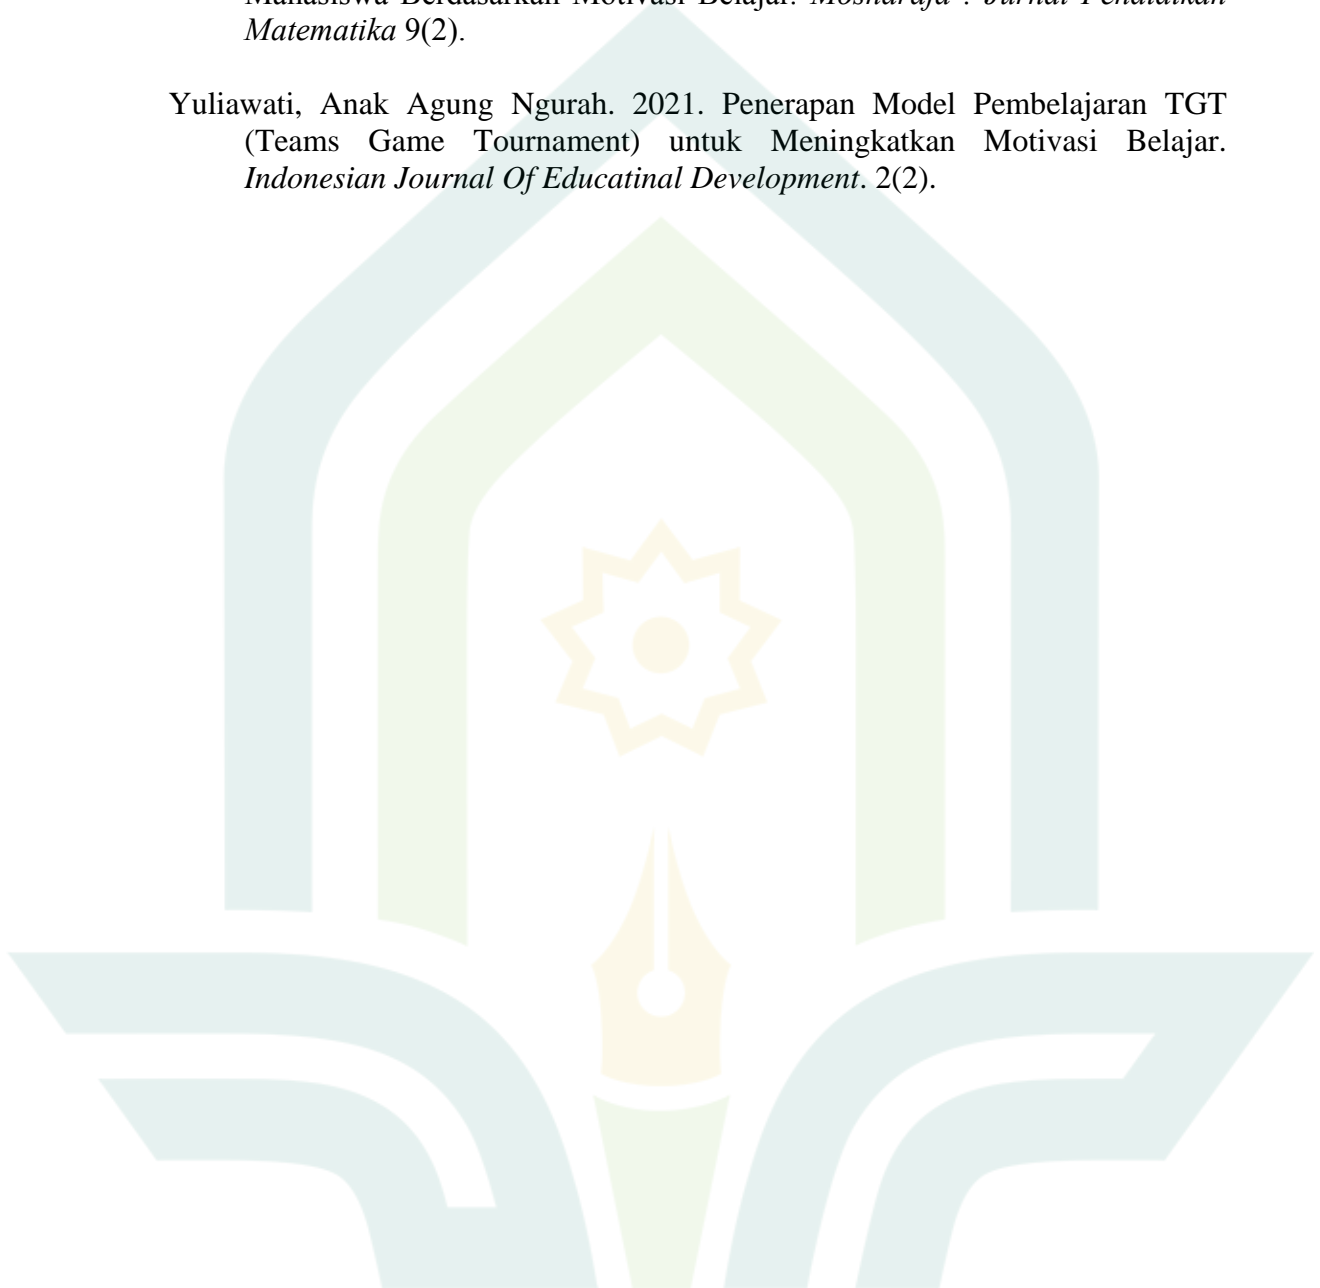 Mahasiswa Berdasarkan Motivasi Belajar. Mosharafa : Jurnal Pendidikan
Matematika 9(2).
Yuliawati, Anak Agung Ngurah. 2021. Penerapan Model Pembelajaran TGT
(Teams Game Tournament) untuk Meningkatkan Motivasi Belajar.
Indonesian Journal Of Educatinal Development. 2(2).